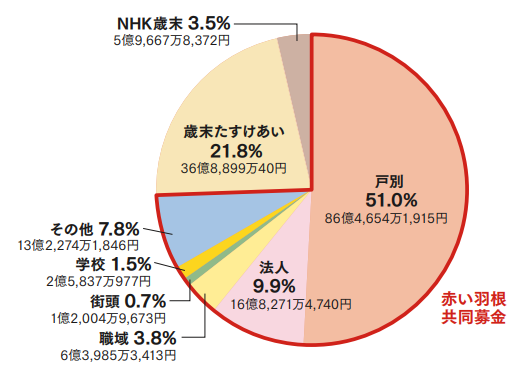 NHK歳末 3.5%
5億9,667万8,372円
歳末たすけあい
21.8%
36億8,899万40円
戸別
51.0%
86億4,654万1,915円
その他 7.8%
13億2,274万1,846円
学校 1.5%
2億5,837万977円
街頭 0.7%
1億2,004万9,673円
職域 3.8%
6億3,985万3,413円
法人
9.9%
16億8,271万4,740円
赤い羽根
共同募金